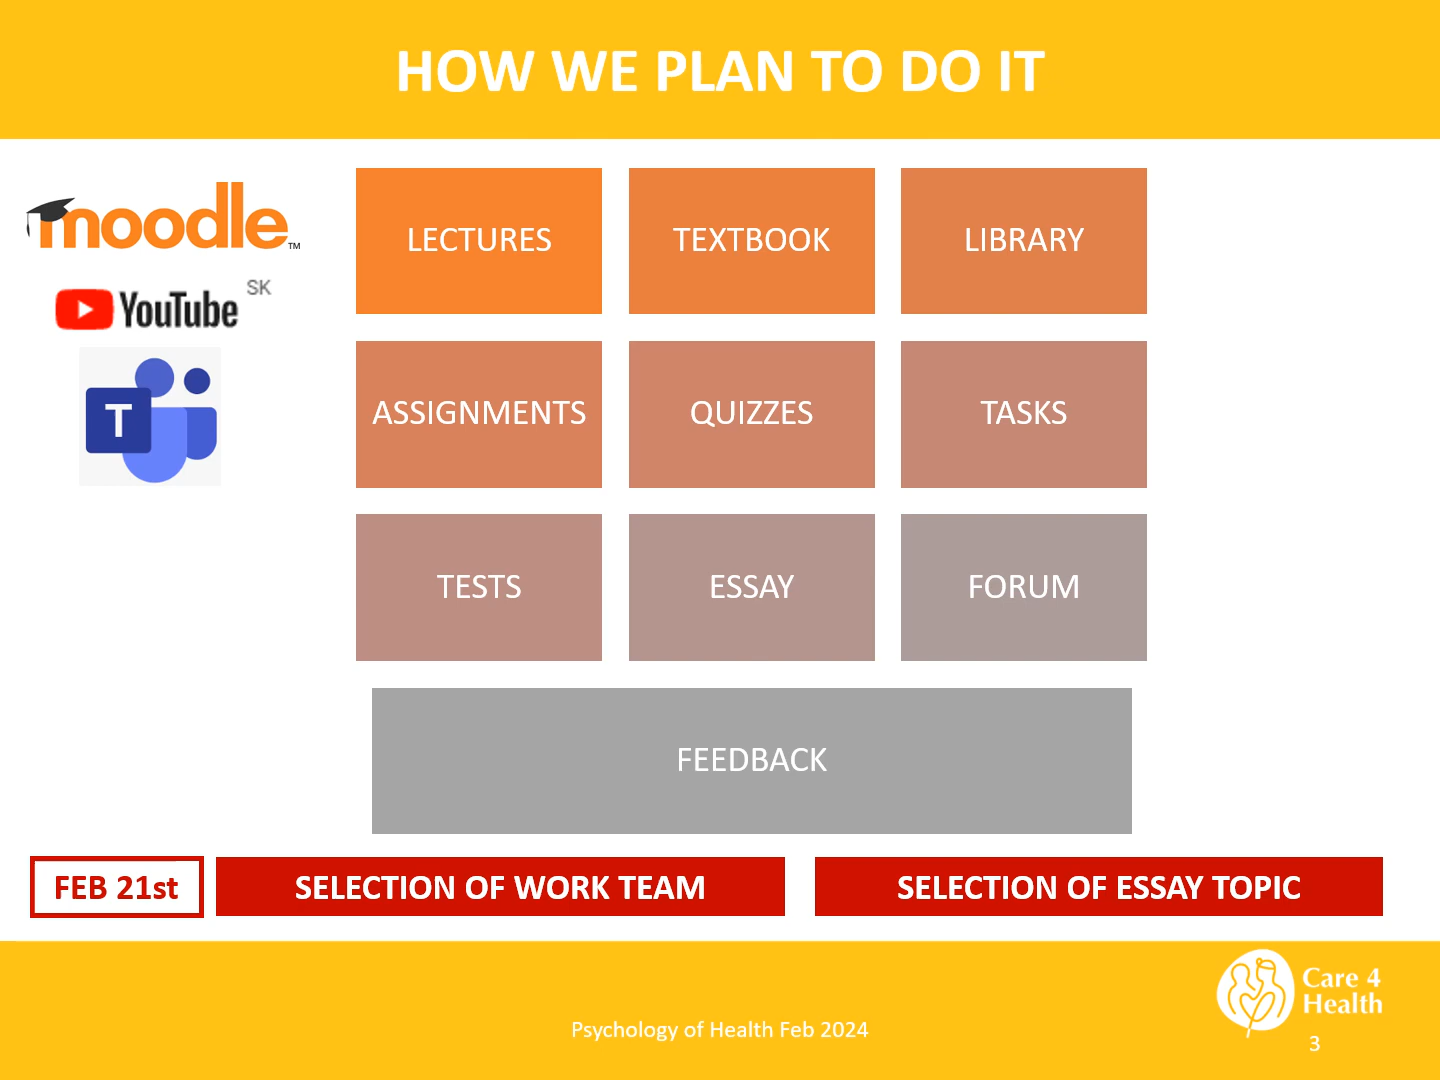 HOW WE PLAN TO DO IT
moodle™
YouTube SK
T
LECTURES
TEXTBOOK
LIBRARY
ASSIGNMENTS
QUIZZES
TASKS
TESTS
ESSAY
FORUM
FEEDBACK
FEB 21st
SELECTION OF WORK TEAM
SELECTION OF ESSAY TOPIC
Care 4
Health
Psychology of Health Feb 2024
3